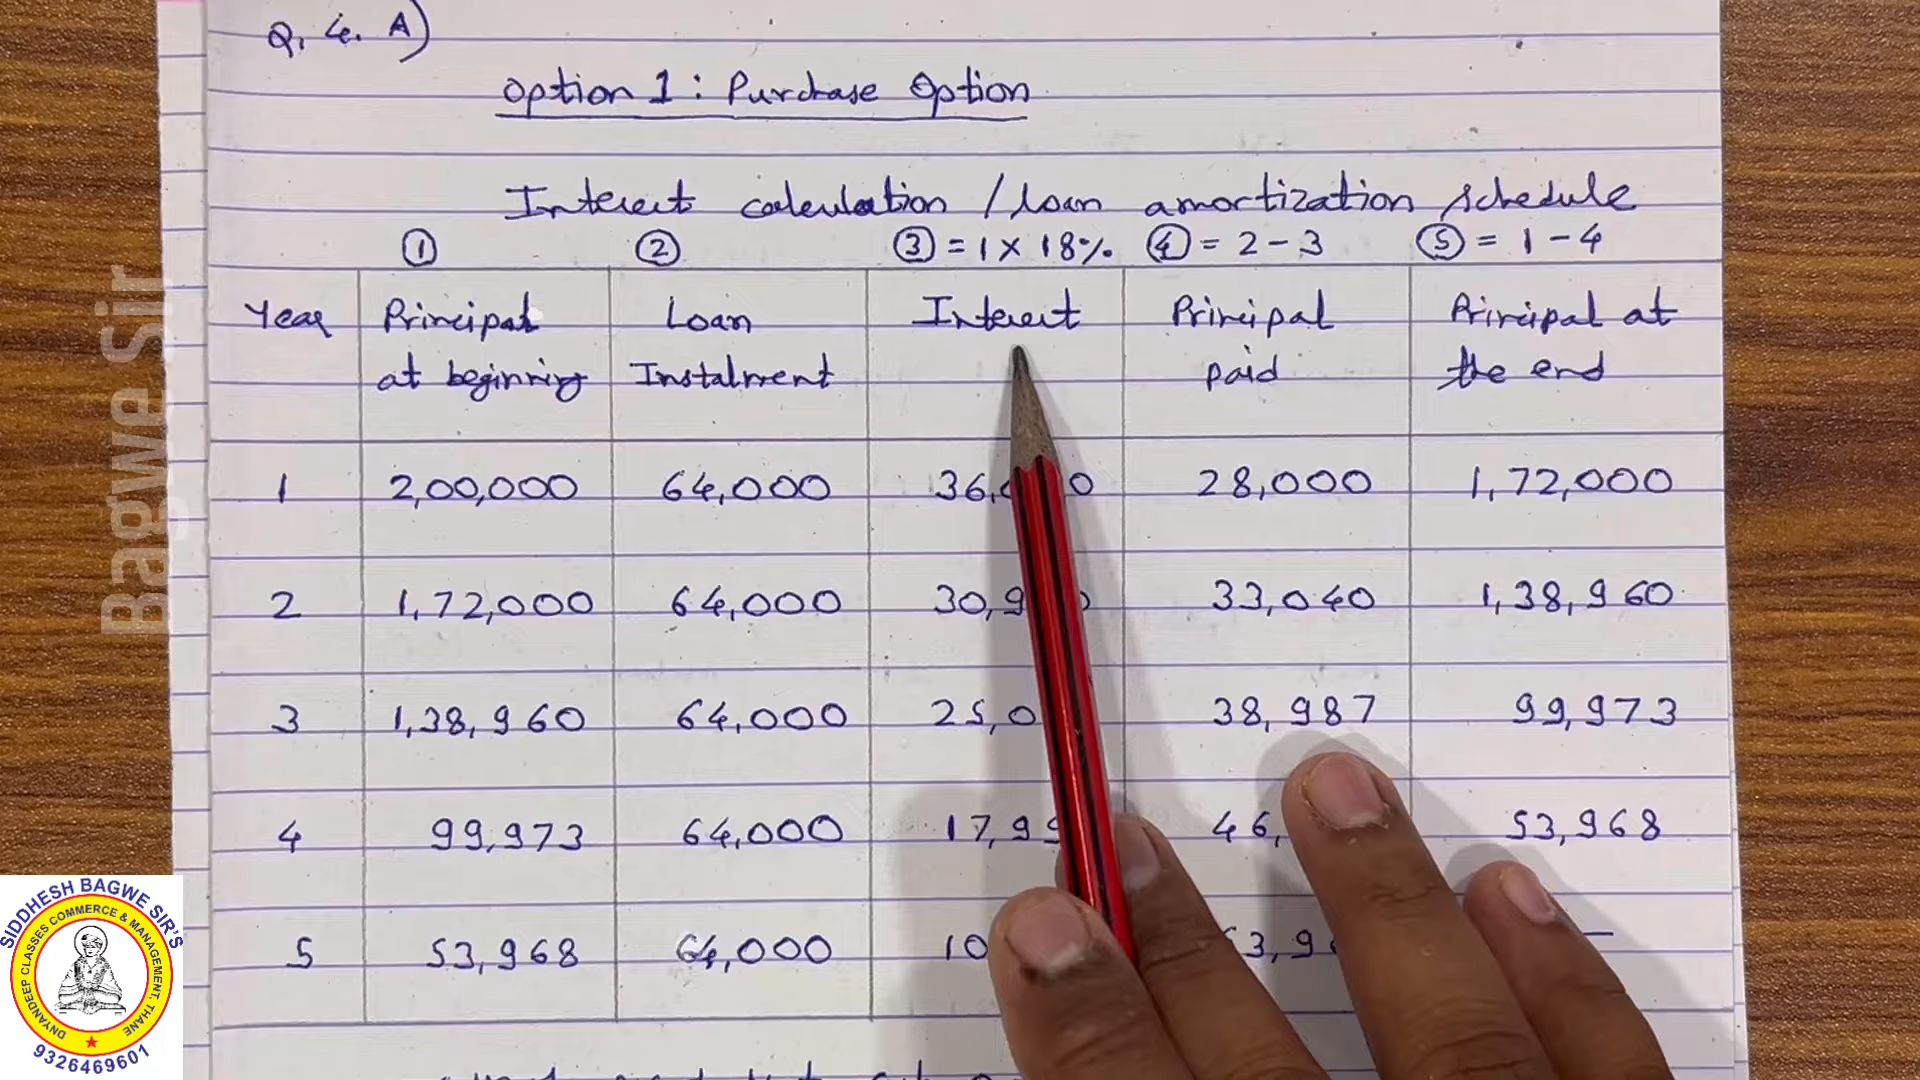 Q. 4. A)
Option 1 : Purchase Option
Interest calculation / loan amortization schedule
① ② ③ = 1 × 18% ④ = 2 - 3 ⑤ = 1 - 4
Year Principal at beginning Loan Instalment Interest Principal paid Principal at the end
1 2,00,000 64,000 28,000 1,72,000
2 1,72,000 64,000 33,040 1,38,960
3 1,38,960 64,000 38,987 99,973
4 99,973 64,000 53,968
5 53,968 64,000 —
Bagwe Sir
SIDDHESH BAGWE SIR'S
DNYANDEEP CLASSES COMMERCE & MANAGEMENT, THANE
9326469601